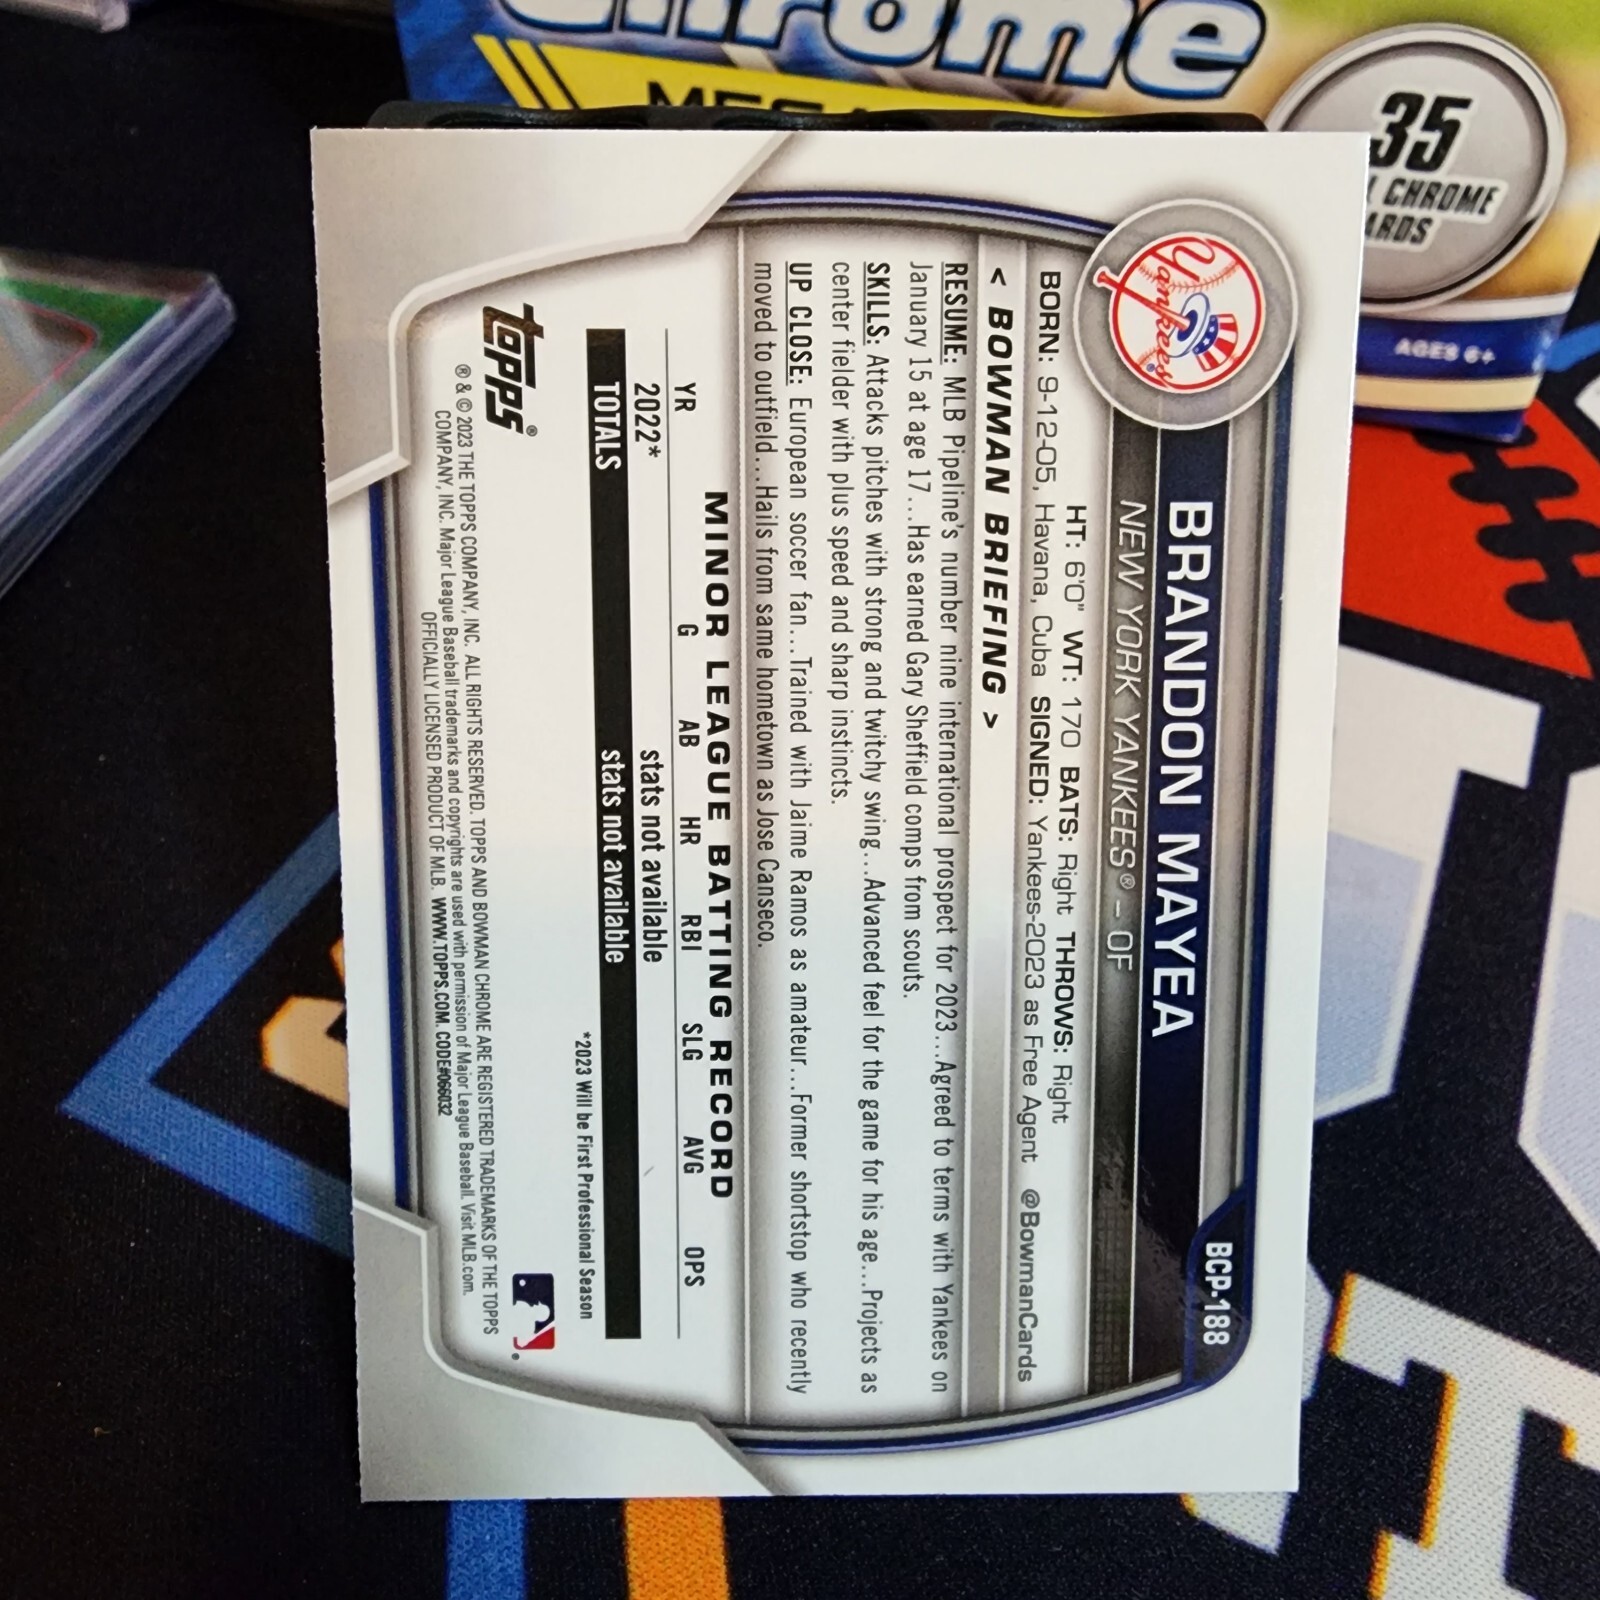 Chrome
35
CHROME
AGES 6+
BCP-188
Yankees
BRANDON MAYEA
NEW YORK YANKEES® – OF
HT: 6'0" WT: 170 BATS: Right THROWS: Right
BORN: 9-12-05, Havana, Cuba SIGNED: Yankees-2023 as Free Agent @BowmanCards
< BOWMAN BRIEFING >
RESUME: MLB Pipeline's number nine international prospect for 2023...Agreed to terms with Yankees on
January 15 at age 17...Has earned Gary Sheffield comps from scouts.
SKILLS: Attacks pitches with strong and twitchy swing...Advanced feel for the game for his age...Projects as
center fielder with plus speed and sharp instincts.
UP CLOSE: European soccer fan...Trained with Jaime Ramos as amateur...Former shortstop who recently
moved to outfield...Hails from same hometown as Jose Canseco.
MINOR LEAGUE BATTING RECORD
YR G AB HR RBI SLG AVG OPS
2022* stats not available
TOTALS stats not available
*2023 Will be First Professional Season
topps®
® & © 2023 THE TOPPS COMPANY, INC. ALL RIGHTS RESERVED. TOPPS AND BOWMAN CHROME ARE REGISTERED TRADEMARKS OF THE TOPPS
COMPANY, INC. Major League Baseball trademarks and copyrights are used with permission of Major League Baseball. Visit MLB.com.
OFFICIALLY LICENSED PRODUCT OF MLB. WWW.TOPPS.COM. CODE#066032